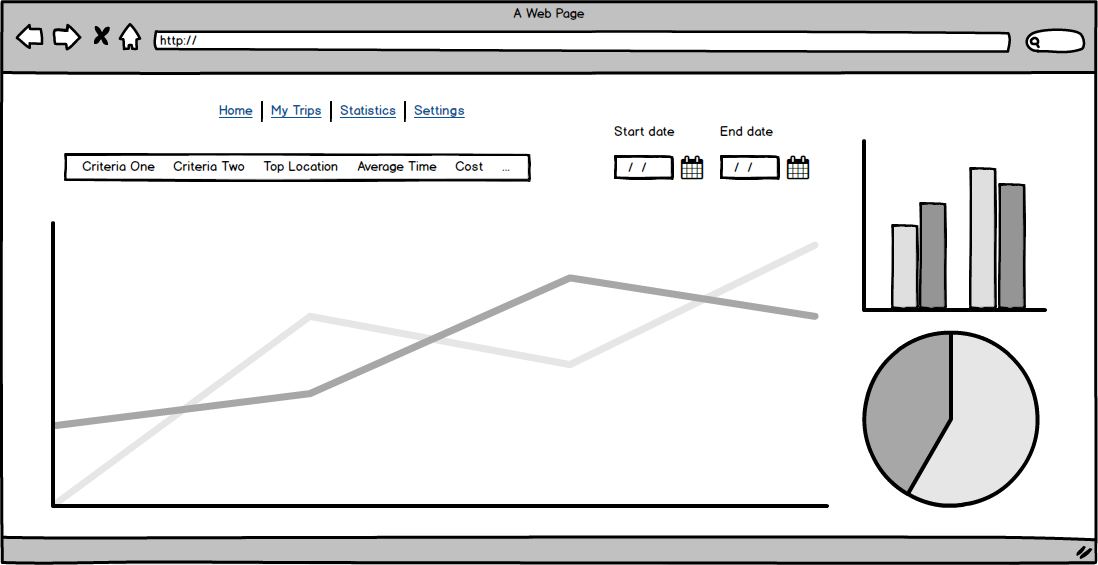 A Web Page
http://
Home My Trips Statistics Settings
Start date End date
Criteria One Criteria Two Top Location Average Time Cost ...
/ / / /